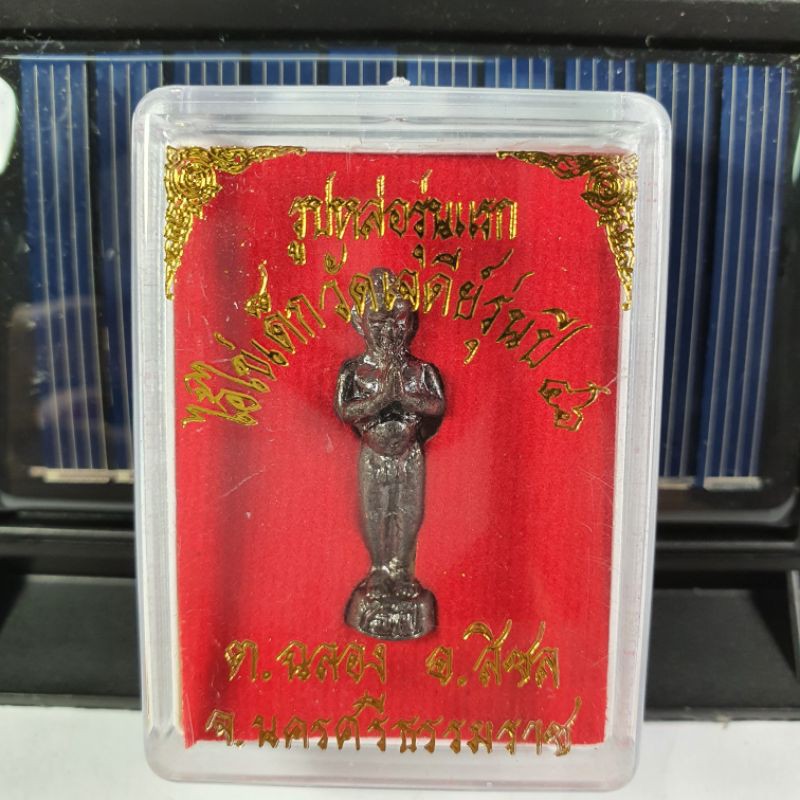 รูปหล่อรุ่นแรก
ไอ้ไข่เด็กวัดเจดีย์รุ่นปี
ต.ฉลอง อ.สิชล
จ.นครศรีธรรมราช